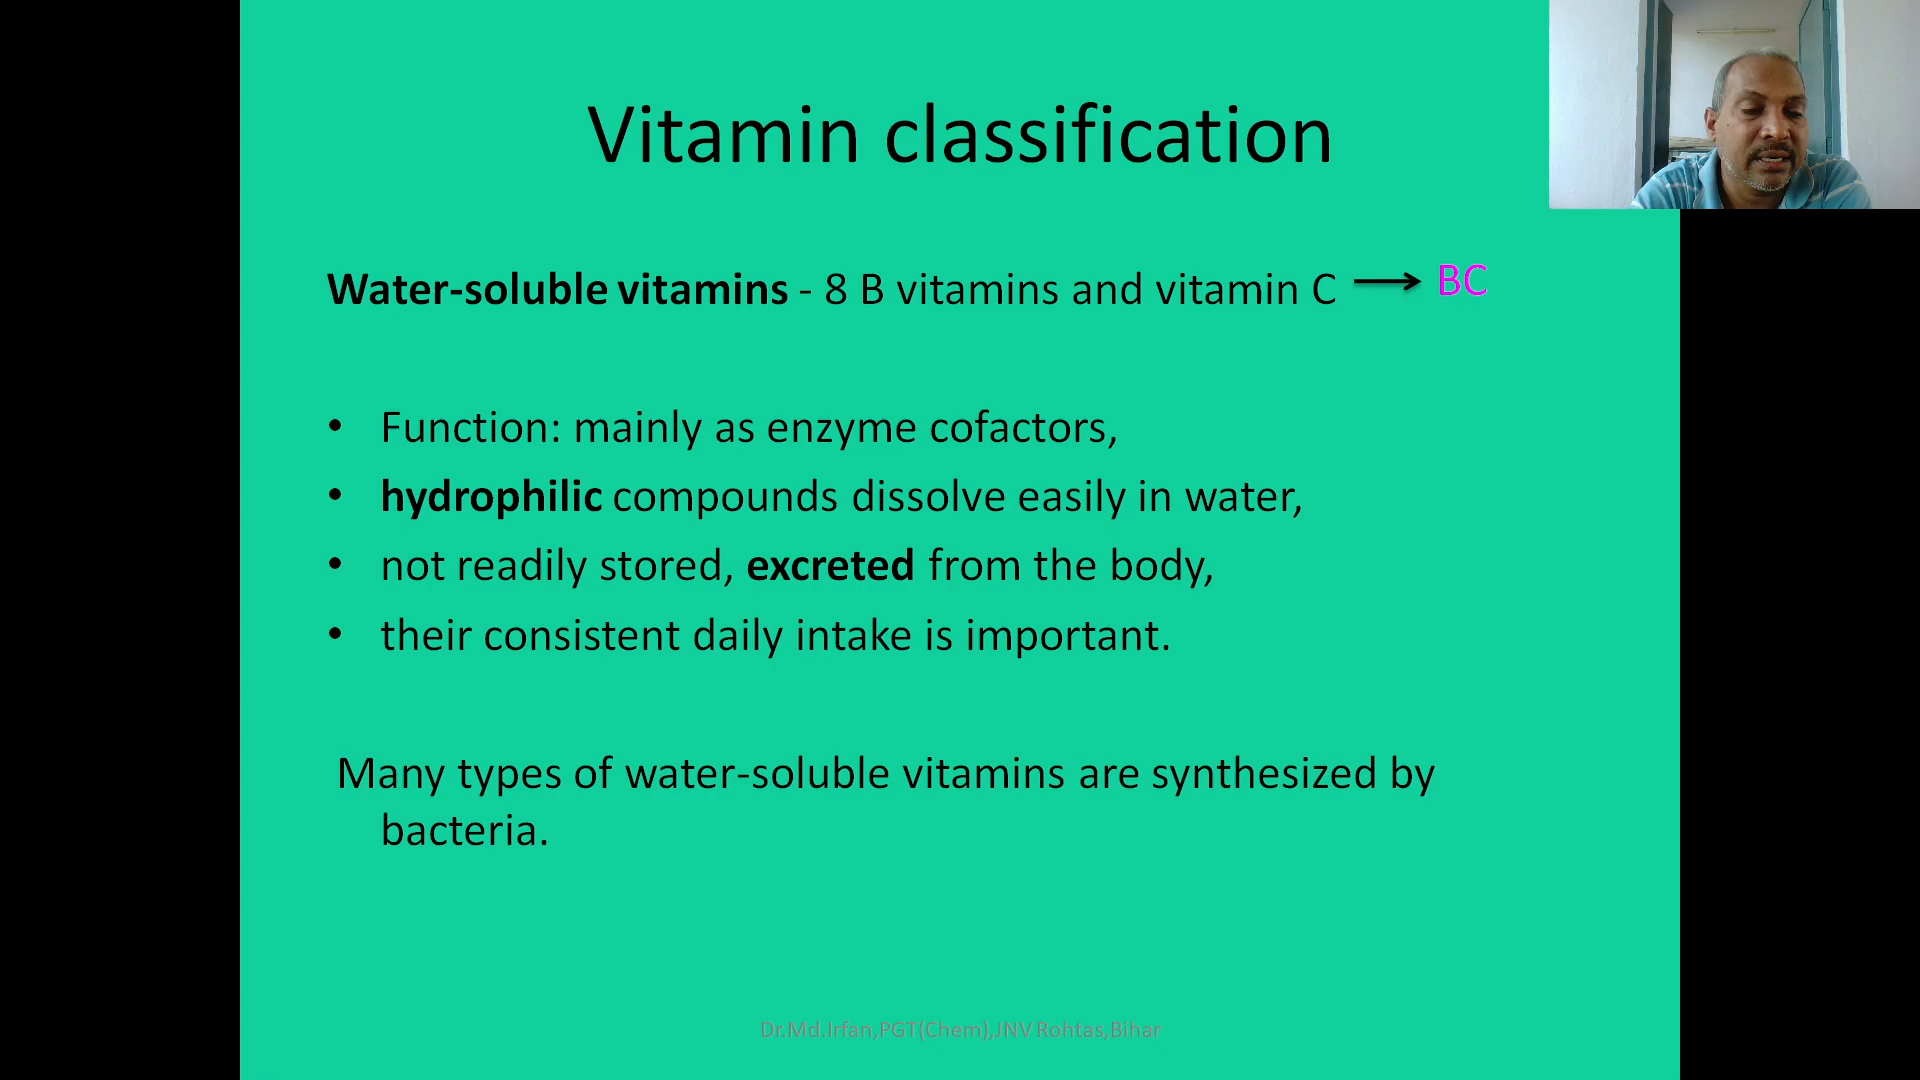 Vitamin classification
Water-soluble vitamins - 8 B vitamins and vitamin C ⟶ BC
• Function: mainly as enzyme cofactors,
• hydrophilic compounds dissolve easily in water,
• not readily stored, excreted from the body,
• their consistent daily intake is important.
Many types of water-soluble vitamins are synthesized by
bacteria.
Dr.Md.Irfan,PGT(Chem),JNV Rohtas,Bihar